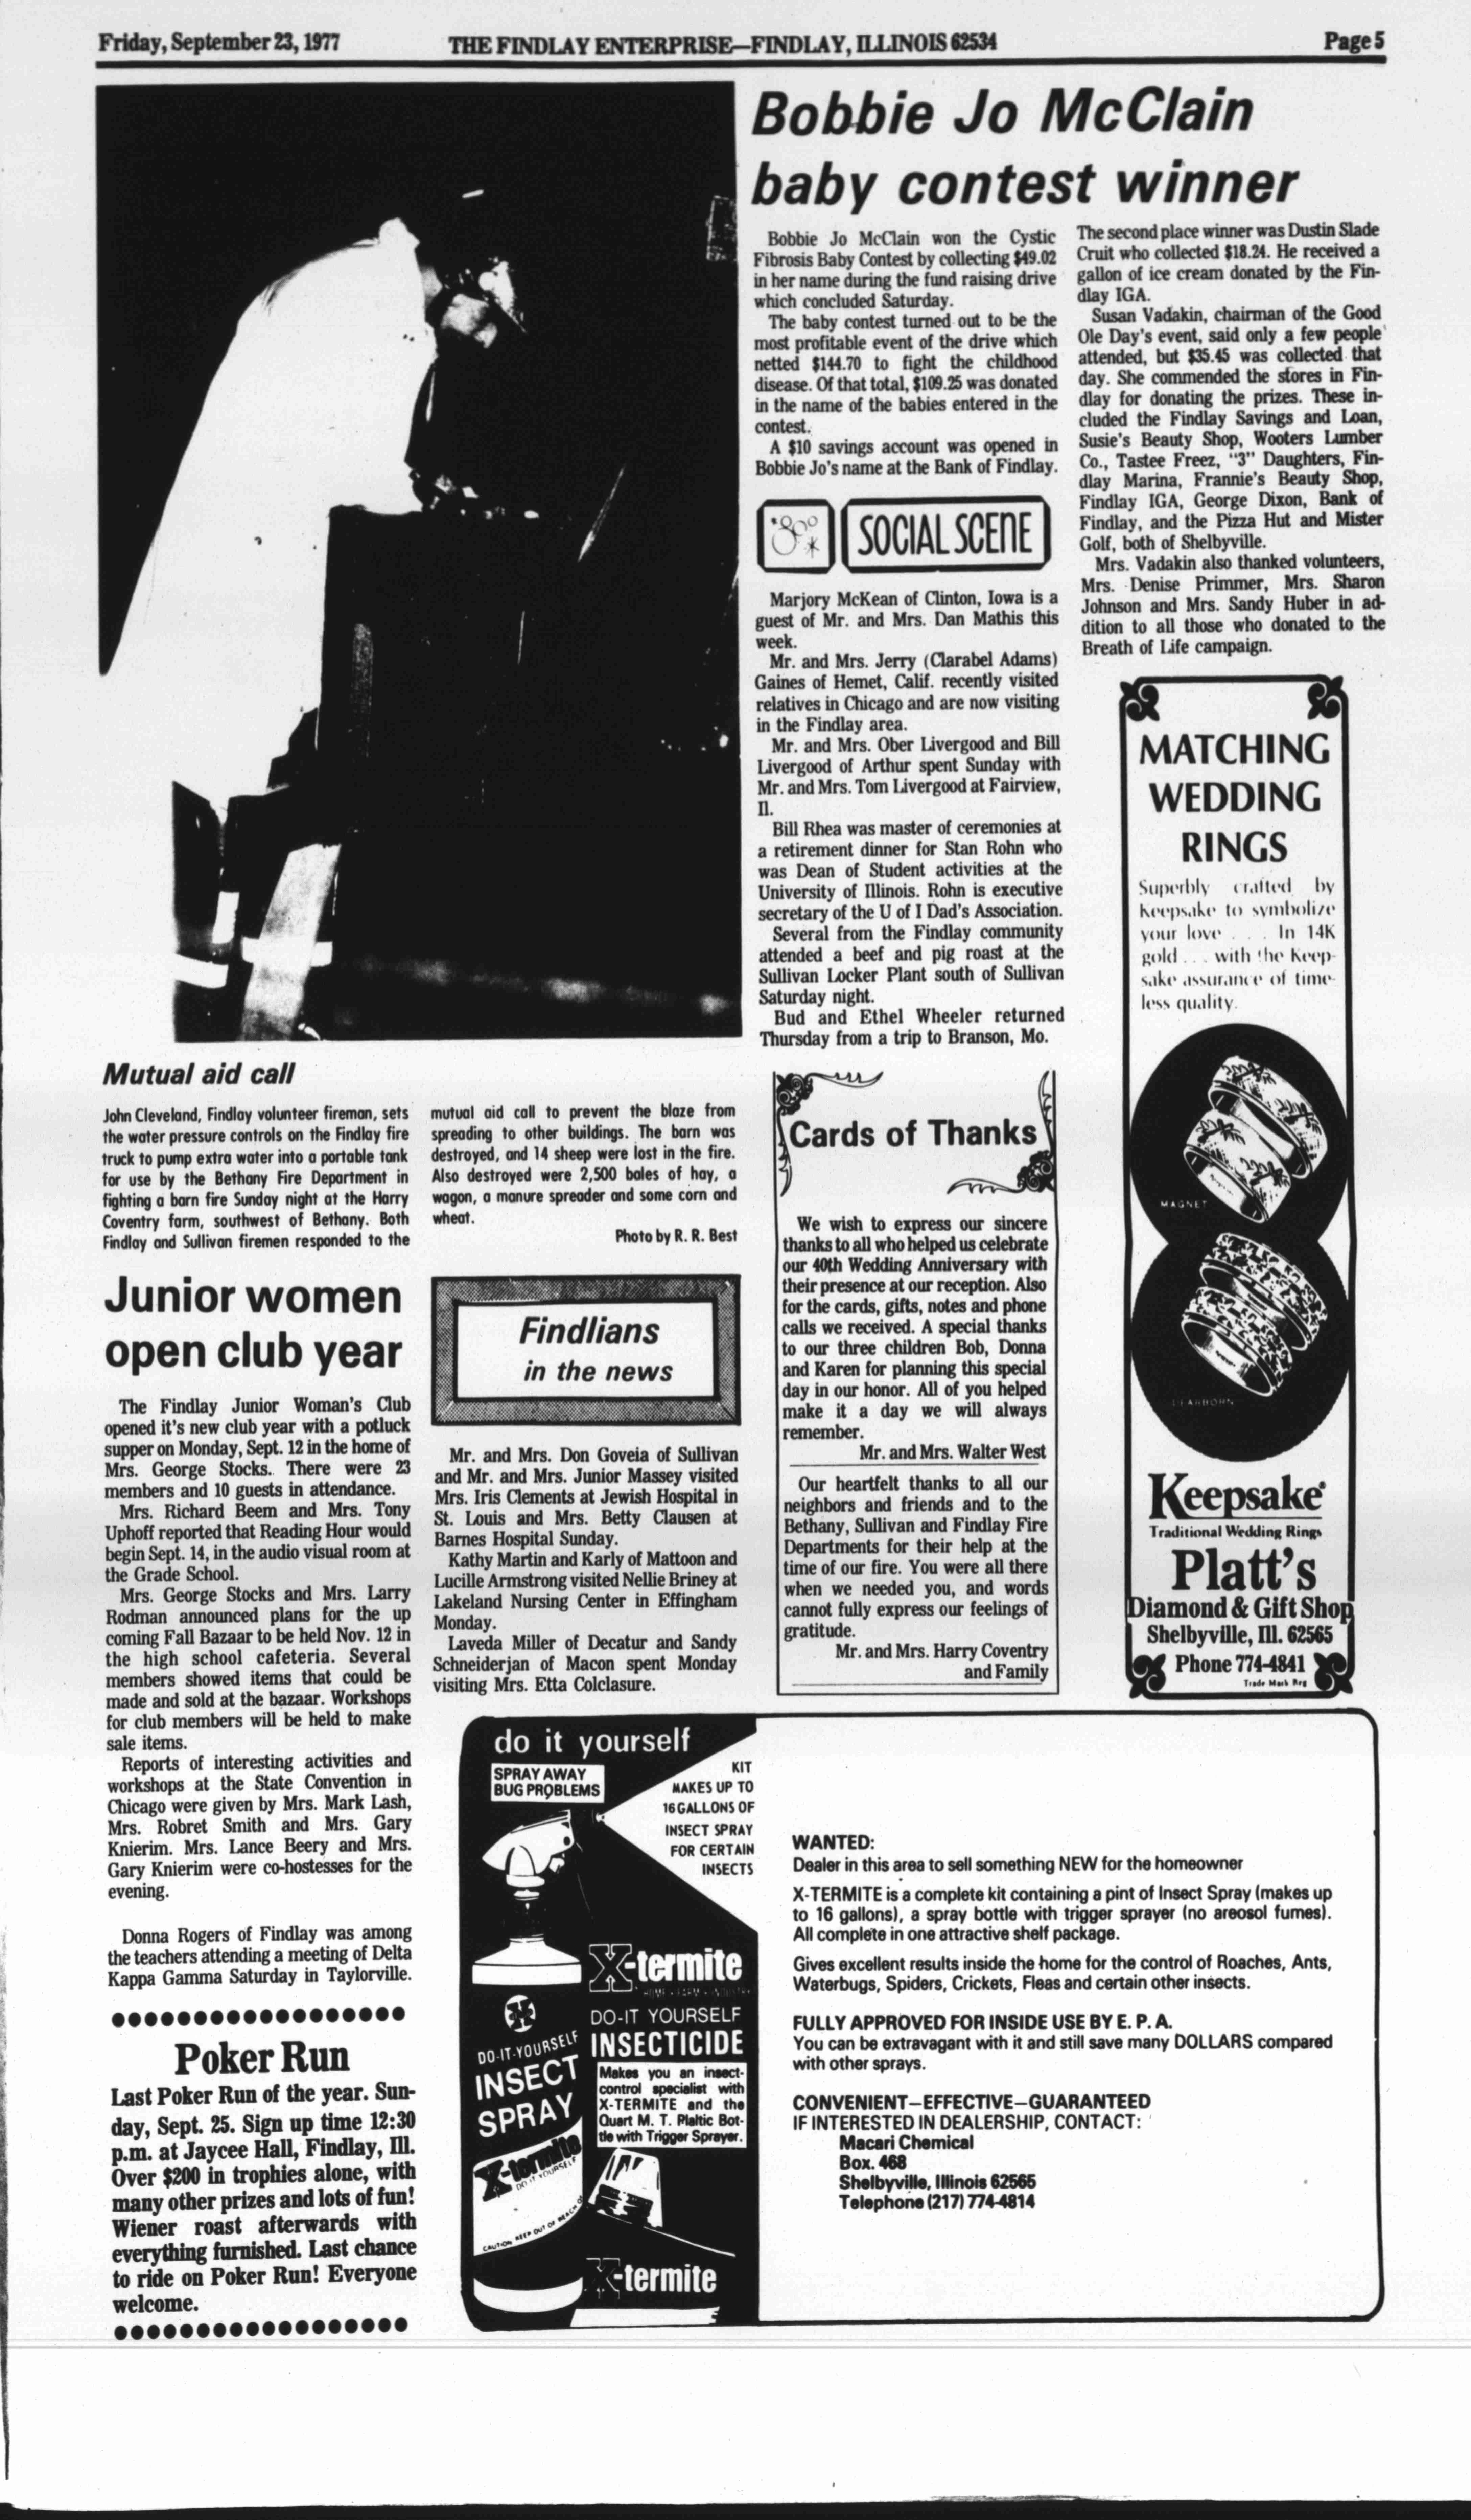 Friday, September 23, 1977
THE FINDLAY ENTERPRISE—FINDLAY, ILLINOIS 62534
Page 5
Bobbie Jo McClain
baby contest winner
Bobbie Jo McClain won the Cystic
Fibrosis Baby Contest by collecting $49.02
in her name during the fund raising drive
which concluded Saturday.
The baby contest turned out to be the
most profitable event of the drive which
netted $144.70 to fight the childhood
disease. Of that total, $109.25 was donated
in the name of the babies entered in the
contest.
A $10 savings account was opened in
Bobbie Jo's name at the Bank of Findlay.
The second place winner was Dustin Slade
Cruit who collected $18.24. He received a
gallon of ice cream donated by the Fin-
dlay IGA.
Susan Vadakin, chairman of the Good
Ole Day's event, said only a few people
attended, but $35.45 was collected that
day. She commended the stores in Fin-
dlay for donating the prizes. These in-
cluded the Findlay Savings and Loan,
Susie's Beauty Shop, Wooters Lumber
Co., Tastee Freez, "3" Daughters, Fin-
dlay Marina, Frannie's Beauty Shop,
Findlay IGA, George Dixon, Bank of
Findlay, and the Pizza Hut and Mister
Golf, both of Shelbyville.
Mrs. Vadakin also thanked volunteers,
Mrs. Denise Primmer, Mrs. Sharon
Johnson and Mrs. Sandy Huber in ad-
dition to all those who donated to the
Breath of Life campaign.
SOCIAL SCENE
Marjory McKean of Clinton, Iowa is a
guest of Mr. and Mrs. Dan Mathis this
week.
Mr. and Mrs. Jerry (Clarabel Adams)
Gaines of Hemet, Calif. recently visited
relatives in Chicago and are now visiting
in the Findlay area.
Mr. and Mrs. Ober Livergood and Bill
Livergood of Arthur spent Sunday with
Mr. and Mrs. Tom Livergood at Fairview,
Il.
Bill Rhea was master of ceremonies at
a retirement dinner for Stan Rohn who
was Dean of Student activities at the
University of Illinois. Rohn is executive
secretary of the U of I Dad's Association.
Several from the Findlay community
attended a beef and pig roast at the
Sullivan Locker Plant south of Sullivan
Saturday night.
Bud and Ethel Wheeler returned
Thursday from a trip to Branson, Mo.
Mutual aid call
John Cleveland, Findlay volunteer fireman, sets
the water pressure controls on the Findlay fire
truck to pump extra water into a portable tank
for use by the Bethany Fire Department in
fighting a barn fire Sunday night at the Harry
Coventry farm, southwest of Bethany. Both
Findlay and Sullivan firemen responded to the
mutual aid call to prevent the blaze from
spreading to other buildings. The barn was
destroyed, and 14 sheep were lost in the fire.
Also destroyed were 2,500 bales of hay, a
wagon, a manure spreader and some corn and
wheat.
Photo by R. R. Best
Junior women
open club year
The Findlay Junior Woman's Club
opened it's new club year with a potluck
supper on Monday, Sept. 12 in the home of
Mrs. George Stocks. There were 23
members and 10 guests in attendance.
Mrs. Richard Beem and Mrs. Tony
Uphoff reported that Reading Hour would
begin Sept. 14, in the audio visual room at
the Grade School.
Mrs. George Stocks and Mrs. Larry
Rodman announced plans for the up
coming Fall Bazaar to be held Nov. 12 in
the high school cafeteria. Several
members showed items that could be
made and sold at the bazaar. Workshops
for club members will be held to make
sale items.
Reports of interesting activities and
workshops at the State Convention in
Chicago were given by Mrs. Mark Lash,
Mrs. Robret Smith and Mrs. Gary
Knierim. Mrs. Lance Beery and Mrs.
Gary Knierim were co-hostesses for the
evening.
Donna Rogers of Findlay was among
the teachers attending a meeting of Delta
Kappa Gamma Saturday in Taylorville.
Poker Run
Last Poker Run of the year. Sun-
day, Sept. 25. Sign up time 12:30
p.m. at Jaycee Hall, Findlay, Ill.
Over $200 in trophies alone, with
many other prizes and lots of fun!
Wiener roast afterwards with
everything furnished. Last chance
to ride on Poker Run! Everyone
welcome.
Findlians
in the news
Mr. and Mrs. Don Goveia of Sullivan
and Mr. and Mrs. Junior Massey visited
Mrs. Iris Clements at Jewish Hospital in
St. Louis and Mrs. Betty Clausen at
Barnes Hospital Sunday.
Kathy Martin and Karly of Mattoon and
Lucille Armstrong visited Nellie Briney at
Lakeland Nursing Center in Effingham
Monday.
Laveda Miller of Decatur and Sandy
Schneiderjan of Macon spent Monday
visiting Mrs. Etta Colclasure.
Cards of Thanks
We wish to express our sincere
thanks to all who helped us celebrate
our 40th Wedding Anniversary with
their presence at our reception. Also
for the cards, gifts, notes and phone
calls we received. A special thanks
to our three children Bob, Donna
and Karen for planning this special
day in our honor. All of you helped
make it a day we will always
remember.
Mr. and Mrs. Walter West
Our heartfelt thanks to all our
neighbors and friends and to the
Bethany, Sullivan and Findlay Fire
Departments for their help at the
time of our fire. You were all there
when we needed you, and words
cannot fully express our feelings of
gratitude.
Mr. and Mrs. Harry Coventry
and Family
MATCHING
WEDDING
RINGS
Superbly crafted by
Keepsake to symbolize
your love . . . In 14K
gold . . . with the Keep-
sake assurance of time-
less quality.
MAGNET
DEARBORN
Keepsake®
Traditional Wedding Rings
Platt's
Diamond & Gift Shop
Shelbyville, Ill. 62565
Phone 774-4841
Trade Mark Reg
do it yourself
SPRAY AWAY
BUG PROBLEMS
KIT
MAKES UP TO
16 GALLONS OF
INSECT SPRAY
FOR CERTAIN
INSECTS
X-termite
HOME • FARM • INDUSTRY
DO-IT YOURSELF
INSECTICIDE
Makes you an insect-
control specialist with
X-TERMITE and the
Quart M. T. Platic Bot-
tle with Trigger Sprayer.
DO-IT-YOURSELF
INSECT
SPRAY
X-termite
DO IT YOURSELF
CAUTION KEEP OUT OF REACH OF
X-termite
WANTED:
Dealer in this area to sell something NEW for the homeowner
X-TERMITE is a complete kit containing a pint of Insect Spray (makes up
to 16 gallons), a spray bottle with trigger sprayer (no areosol fumes).
All complete in one attractive shelf package.
Gives excellent results inside the home for the control of Roaches, Ants,
Waterbugs, Spiders, Crickets, Fleas and certain other insects.
FULLY APPROVED FOR INSIDE USE BY E. P. A.
You can be extravagant with it and still save many DOLLARS compared
with other sprays.
CONVENIENT—EFFECTIVE—GUARANTEED
IF INTERESTED IN DEALERSHIP, CONTACT:
Macari Chemical
Box. 468
Shelbyville, Illinois 62565
Telephone (217) 774-4814